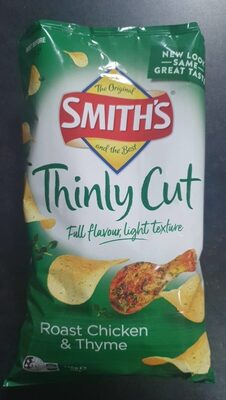 NEW LOOK
—SAME—
GREAT TASTE
The Original
SMITH'S
and the Best
Thinly Cut
Full flavour, light texture
Roast Chicken
& Thyme